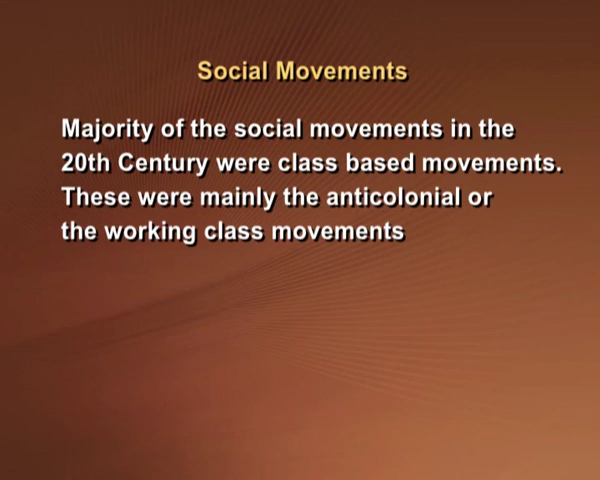 Social Movements
Majority of the social movements in the
20th Century were class based movements.
These were mainly the anticolonial or
the working class movements